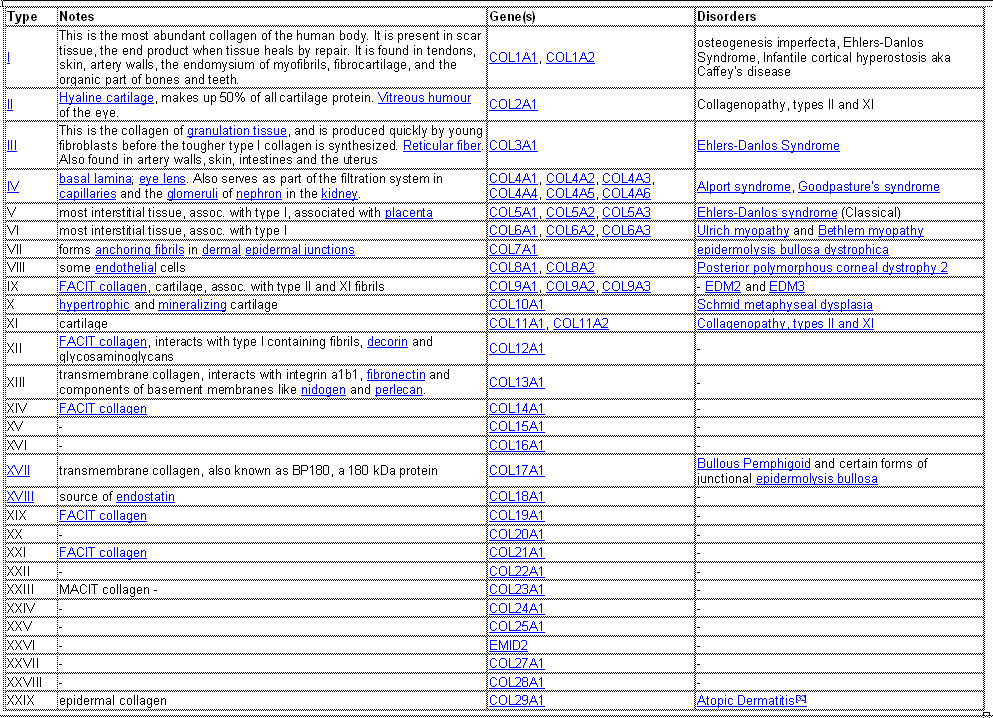 Type Notes Gene(s) Disorders
This is the most abundant collagen of the human body. It is present in scar
tissue, the end product when tissue heals by repair. It is found in tendons,
skin, artery walls, the endomysium of myofibrils, fibrocartilage, and the
organic part of bones and teeth.
I
COL1A1, COL1A2
osteogenesis imperfecta, Ehlers-Danlos
Syndrome, Infantile cortical hyperostosis aka
Caffey's disease
II
Hyaline cartilage, makes up 50% of all cartilage protein. Vitreous humour
of the eye.
COL2A1
Collagenopathy, types II and XI
III
This is the collagen of granulation tissue, and is produced quickly by young
fibroblasts before the tougher type I collagen is synthesized. Reticular fiber.
Also found in artery walls, skin, intestines and the uterus
COL3A1
Ehlers-Danlos Syndrome
IV
basal lamina; eye lens. Also serves as part of the filtration system in
capillaries and the glomeruli of nephron in the kidney.
COL4A1, COL4A2, COL4A3,
COL4A4, COL4A5, COL4A6
Alport syndrome, Goodpasture's syndrome
V most interstitial tissue, assoc. with type I, associated with placenta COL5A1, COL5A2, COL5A3 Ehlers-Danlos syndrome (Classical)
VI most interstitial tissue, assoc. with type I COL6A1, COL6A2, COL6A3 Ulrich myopathy and Bethlem myopathy
VII forms anchoring fibrils in dermal epidermal junctions COL7A1 epidermolysis bullosa dystrophica
VIII some endothelial cells COL8A1, COL8A2 Posterior polymorphous corneal dystrophy 2
IX FACIT collagen, cartilage, assoc. with type II and XI fibrils COL9A1, COL9A2, COL9A3 - EDM2 and EDM3
X hypertrophic and mineralizing cartilage COL10A1 Schmid metaphyseal dysplasia
XI cartilage COL11A1, COL11A2 Collagenopathy, types II and XI
XII
FACIT collagen, interacts with type I containing fibrils, decorin and
glycosaminoglycans
COL12A1
-
XIII
transmembrane collagen, interacts with integrin a1b1, fibronectin and
components of basement membranes like nidogen and perlecan.
COL13A1
-
XIV FACIT collagen COL14A1 -
XV - COL15A1 -
XVI - COL16A1 -
XVII
transmembrane collagen, also known as BP180, a 180 kDa protein
COL17A1
Bullous Pemphigoid and certain forms of
junctional epidermolysis bullosa
XVIII source of endostatin COL18A1 -
XIX FACIT collagen COL19A1 -
XX - COL20A1 -
XXI FACIT collagen COL21A1 -
XXII - COL22A1 -
XXIII MACIT collagen - COL23A1 -
XXIV - COL24A1 -
XXV - COL25A1 -
XXVI - EMID2 -
XXVII - COL27A1 -
XXVIII - COL28A1 -
XXIX epidermal collagen COL29A1 Atopic Dermatitis